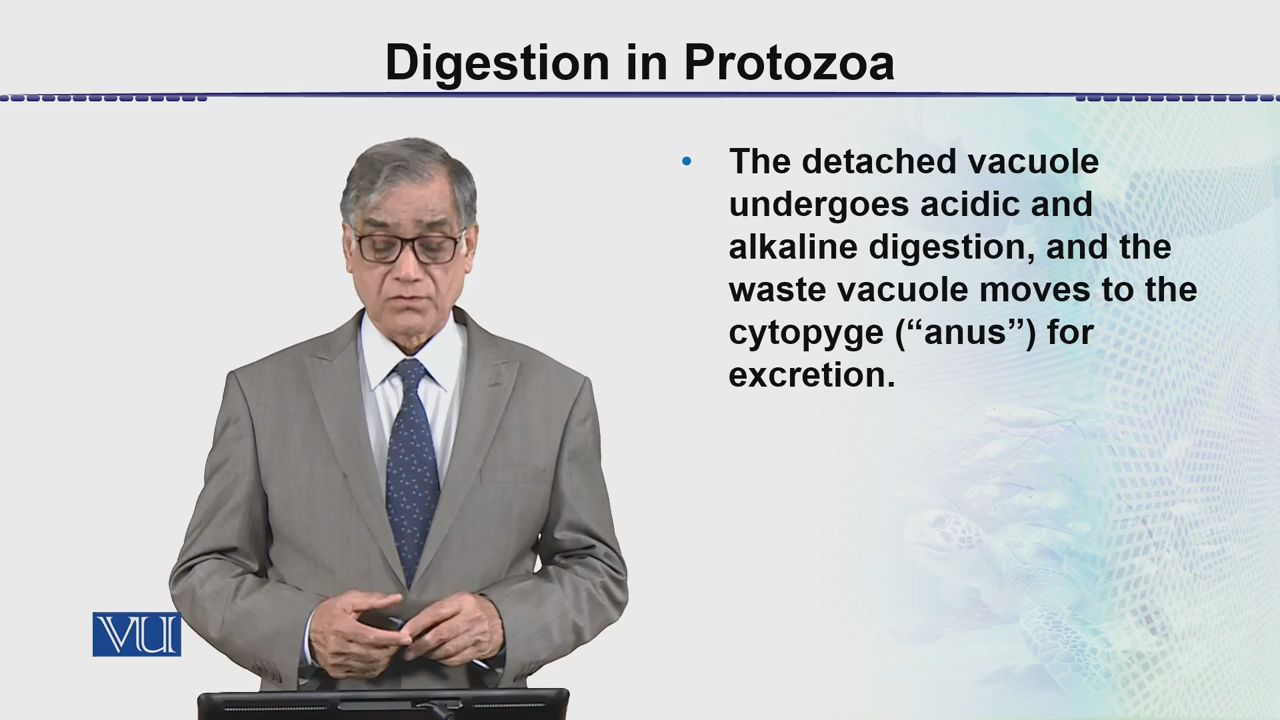 Digestion in Protozoa
• The detached vacuole
undergoes acidic and
alkaline digestion, and the
waste vacuole moves to the
cytopyge (“anus”) for
excretion.
VU